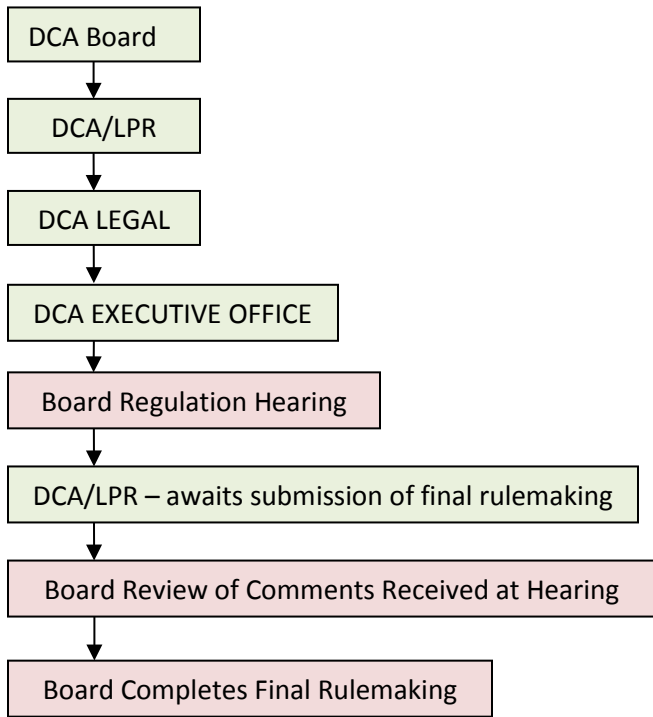 DCA Board
DCA/LPR
DCA LEGAL
DCA EXECUTIVE OFFICE
Board Regulation Hearing
DCA/LPR – awaits submission of final rulemaking
Board Review of Comments Received at Hearing
Board Completes Final Rulemaking